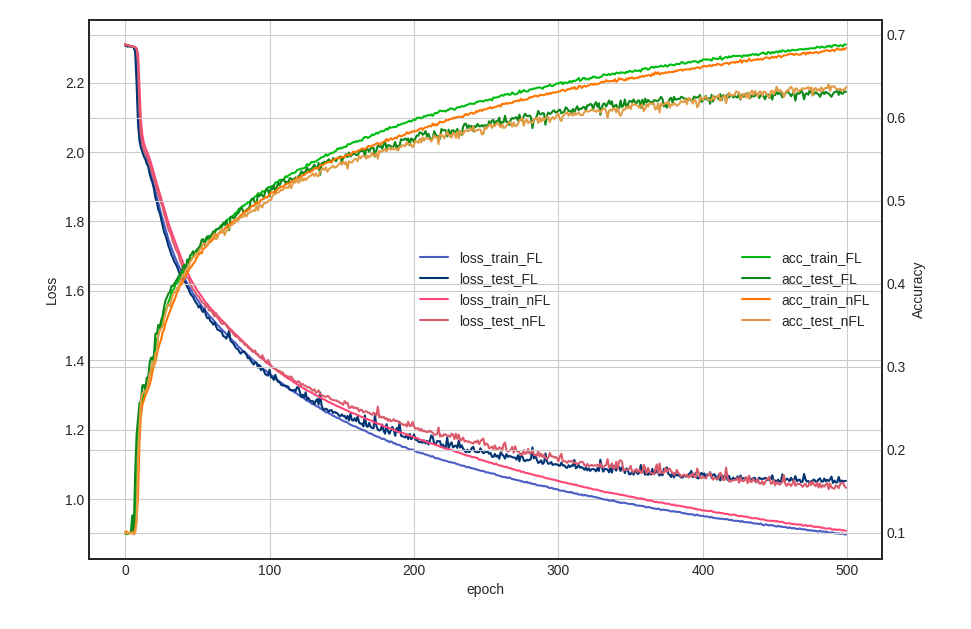 Loss
2.2
2.0
1.8
1.6
1.4
1.2
1.0
0.7
0.6
0.5
0.4
0.3
0.2
0.1
Accuracy
loss_train_FL
loss_test_FL
loss_train_nFL
loss_test_nFL
acc_train_FL
acc_test_FL
acc_train_nFL
acc_test_nFL
0 100 200 300 400 500
epoch